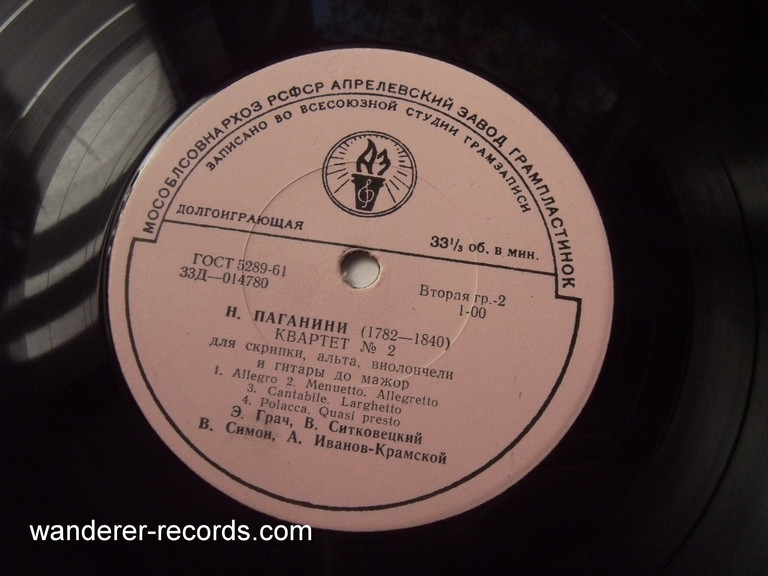 МОСОБЛСОВНАРХОЗ РСФСР АПРЕЛЕВСКИЙ ЗАВОД ГРАМПЛАСТИНОК
ЗАПИСАНО ВО ВСЕСОЮЗНОЙ СТУДИИ ГРАМЗАПИСИ
АЗ
ДОЛГОИГРАЮЩАЯ
33 1/3 об. в мин.
ГОСТ 5289-61
33Д—014780
Вторая гр.-2
1-00
Н. ПАГАНИНИ (1782—1840)
КВАРТЕТ № 2
для скрипки, альта, виолончели
и гитары до мажор
1. Allegro 2. Menuetto. Allegretto
3. Cantabile. Larghetto
4. Polacca. Quasi presto
Э. Грач, В. Ситковецкий
В. Симон, А. Иванов-Крамской
wanderer-records.com